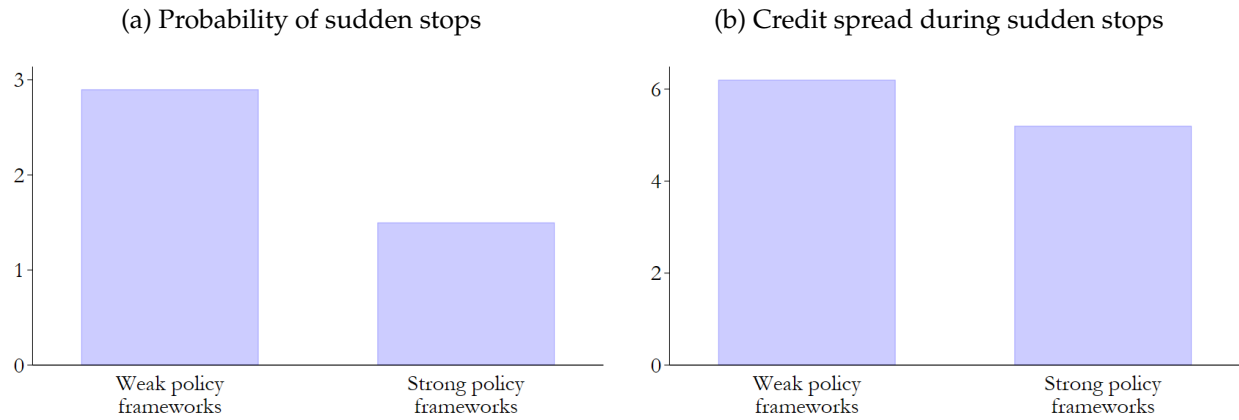 (a) Probability of sudden stops
3
2
1
0
Weak policy
frameworks
Strong policy
frameworks
(b) Credit spread during sudden stops
6
4
2
0
Weak policy
frameworks
Strong policy
frameworks